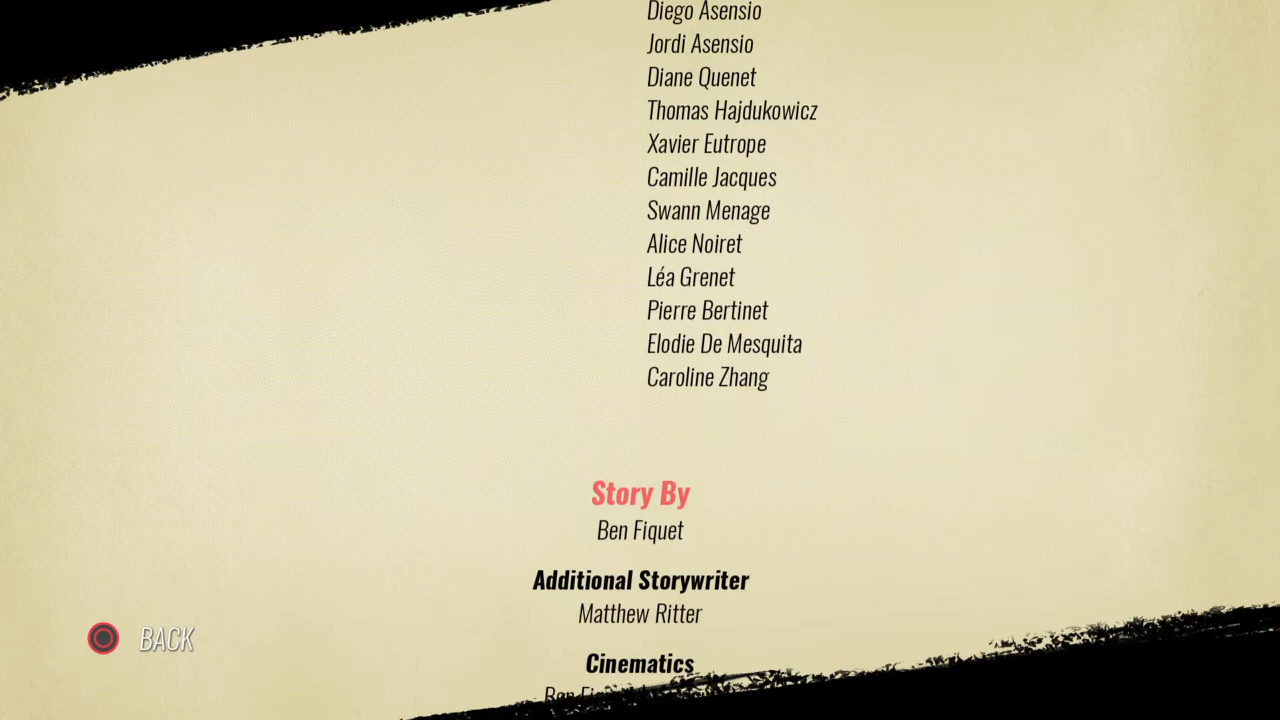 Diego Asensio
Jordi Asensio
Diane Quenet
Thomas Hajdukowicz
Xavier Eutrope
Camille Jacques
Swann Menage
Alice Noiret
Léa Grenet
Pierre Bertinet
Elodie De Mesquita
Caroline Zhang
Story By
Ben Fiquet
Additional Storywriter
Matthew Ritter
BACK
Cinematics